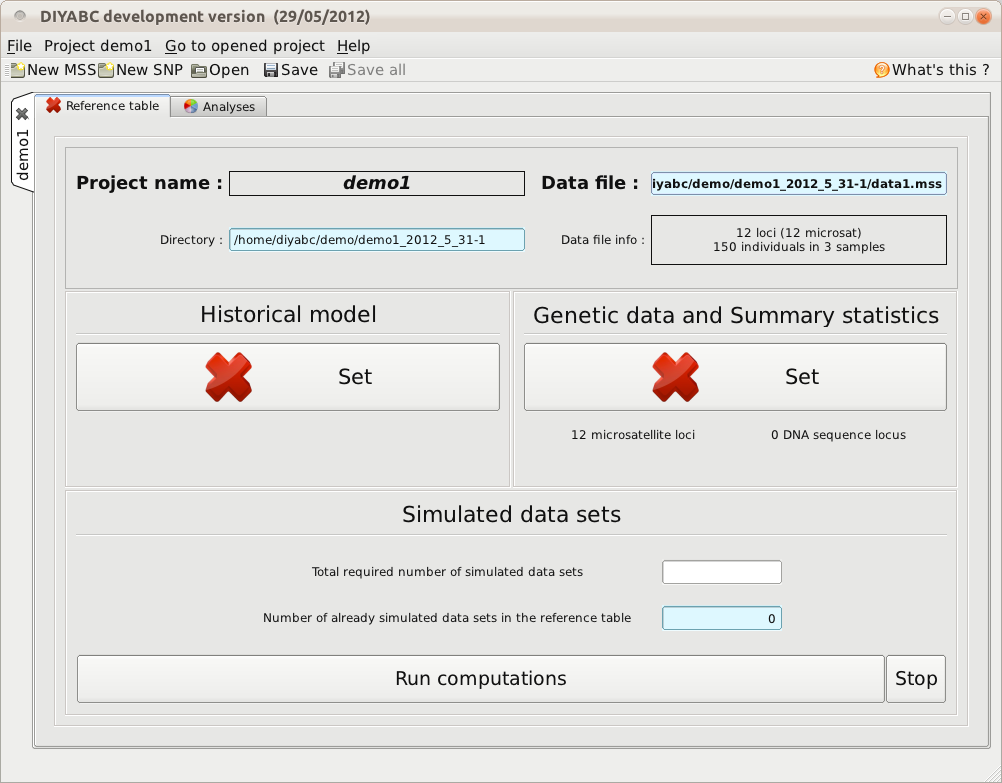 DIYABC development version (29/05/2012)
File Project demo1 Go to opened project Help
New MSS New SNP Open Save Save all What's this ?
demo1
Reference table Analyses
Project name : demo1 Data file : iyabc/demo/demo1_2012_5_31-1/data1.mss
Directory : /home/diyabc/demo/demo1_2012_5_31-1 Data file info : 12 loci (12 microsat)
150 individuals in 3 samples
Historical model Genetic data and Summary statistics
Set Set
12 microsatellite loci 0 DNA sequence locus
Simulated data sets
Total required number of simulated data sets
Number of already simulated data sets in the reference table 0
Run computations Stop